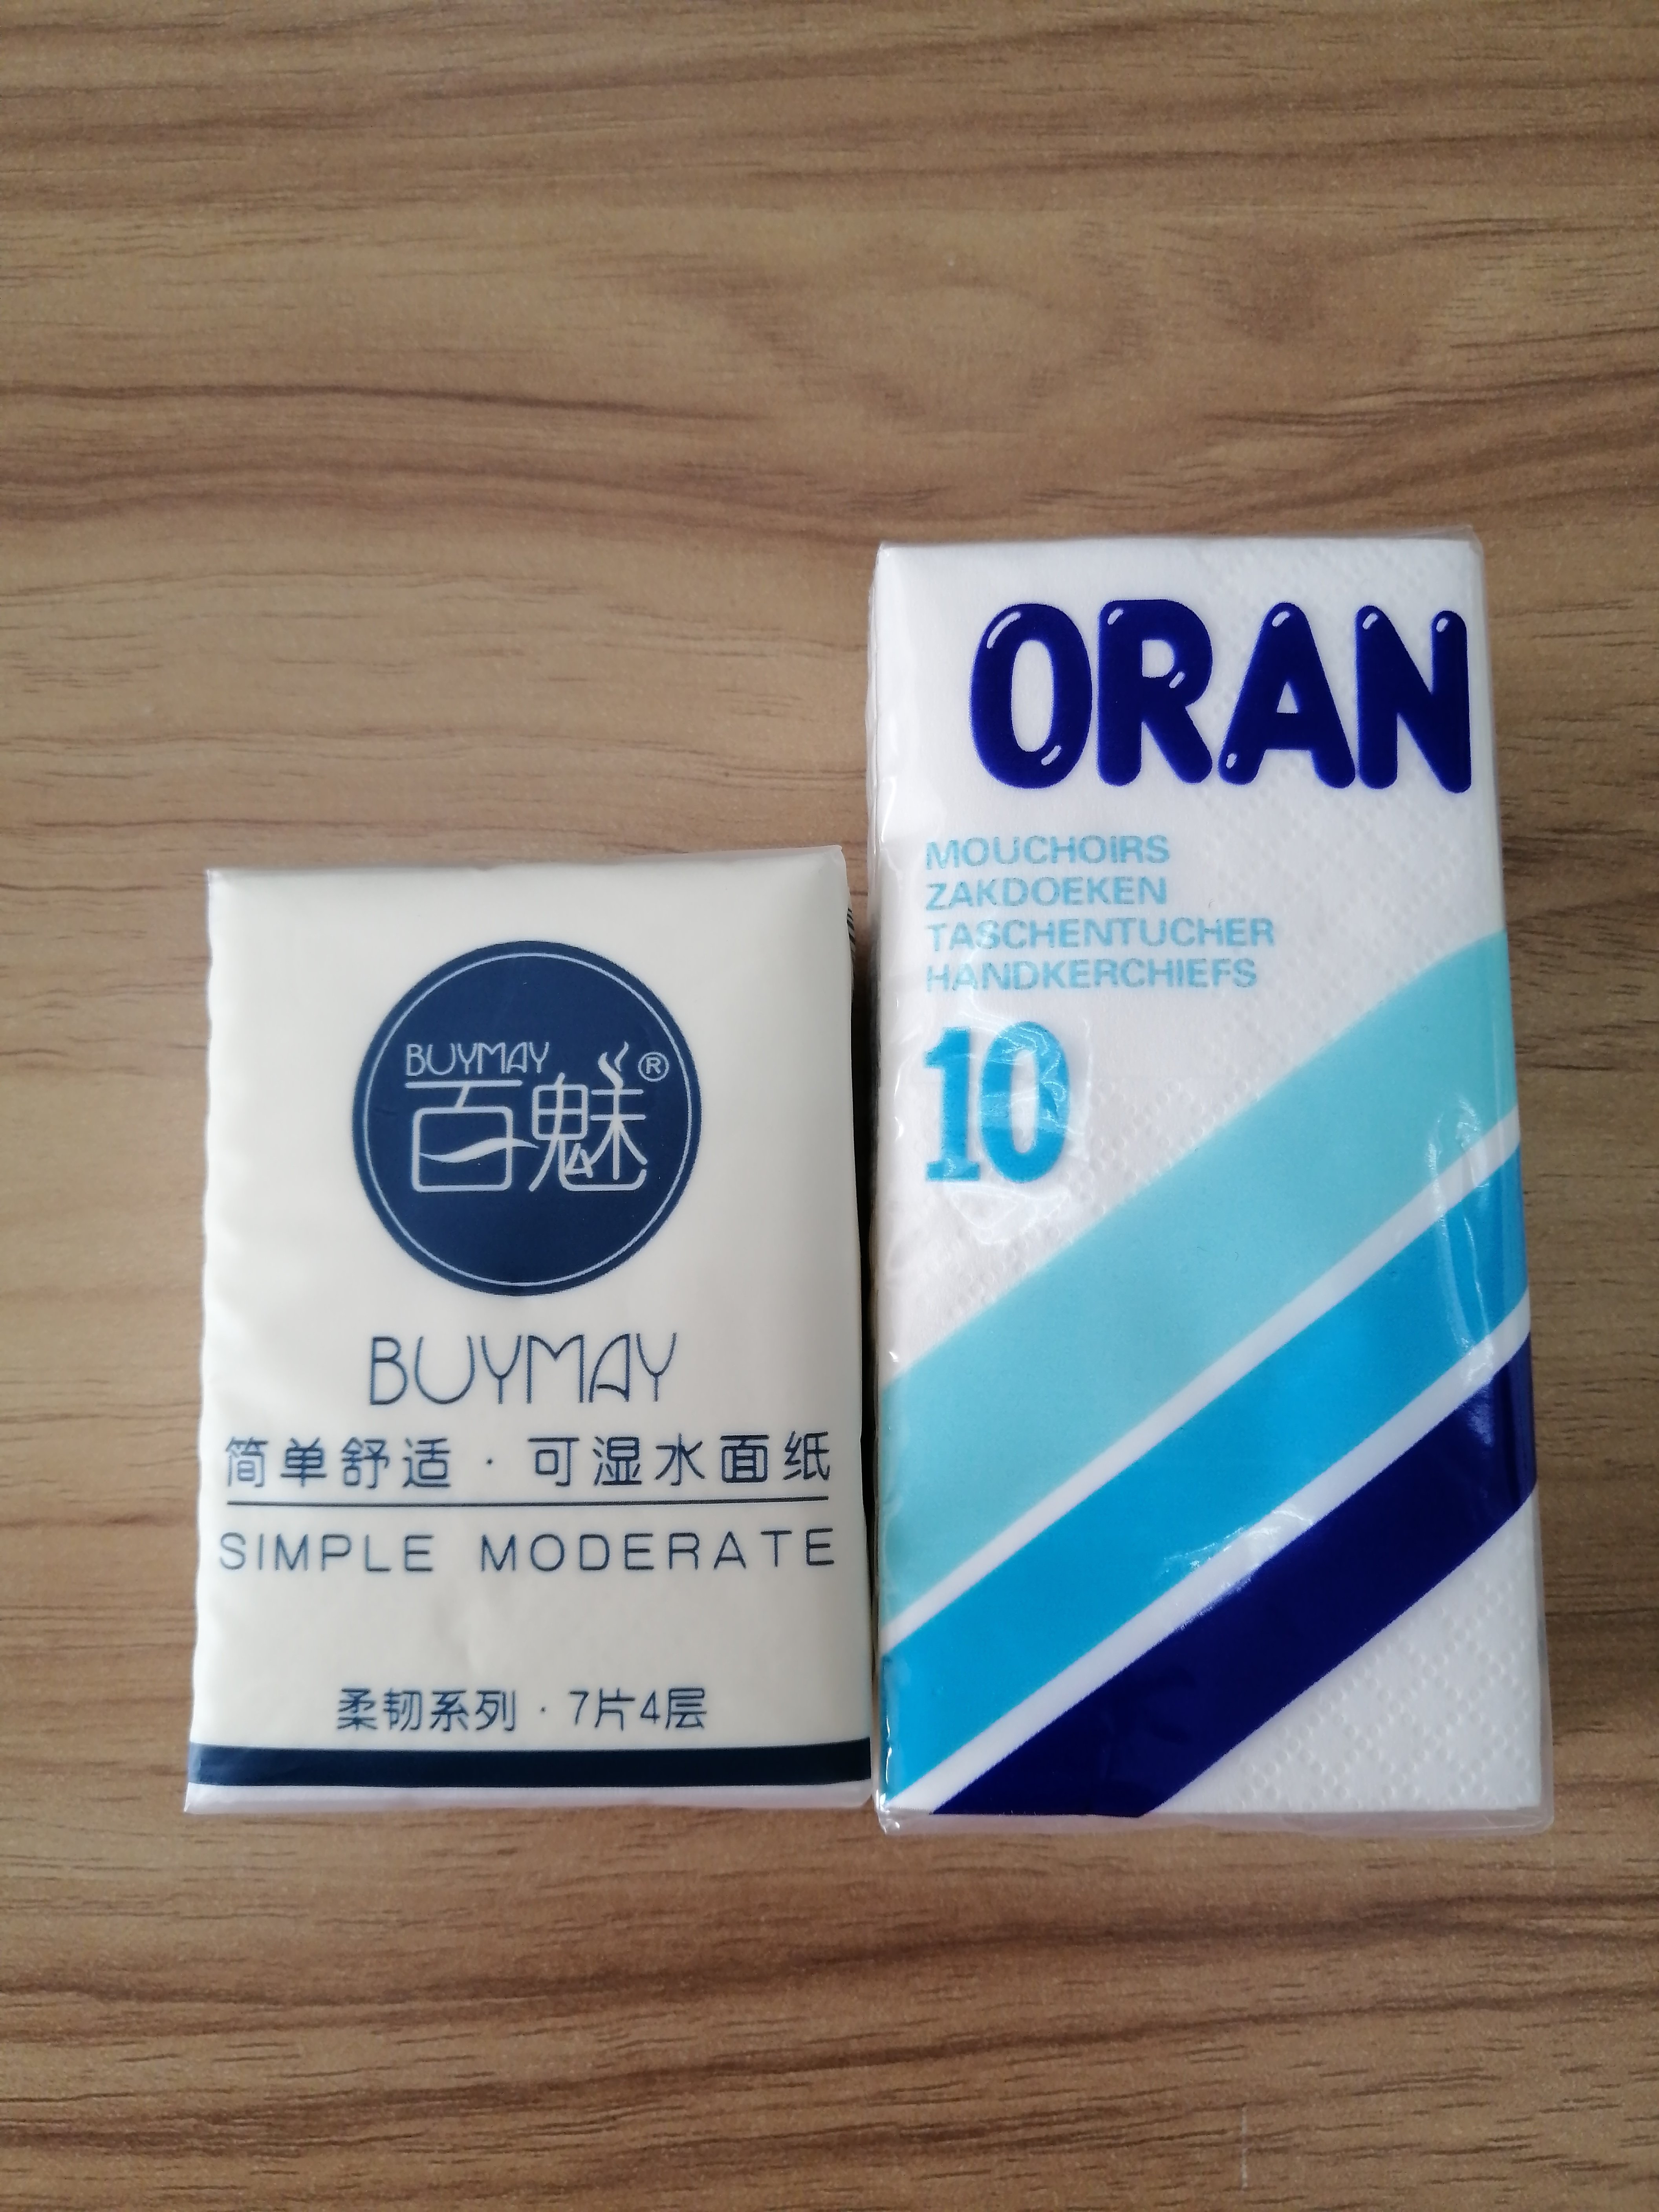 BUYMAY
百魅®
BUYMAY
简单舒适·可湿水面纸
SIMPLE MODERATE
柔韧系列·7片4层
ORAN
MOUCHOIRS
ZAKDOEKEN
TASCHENTUCHER
HANDKERCHIEFS
10